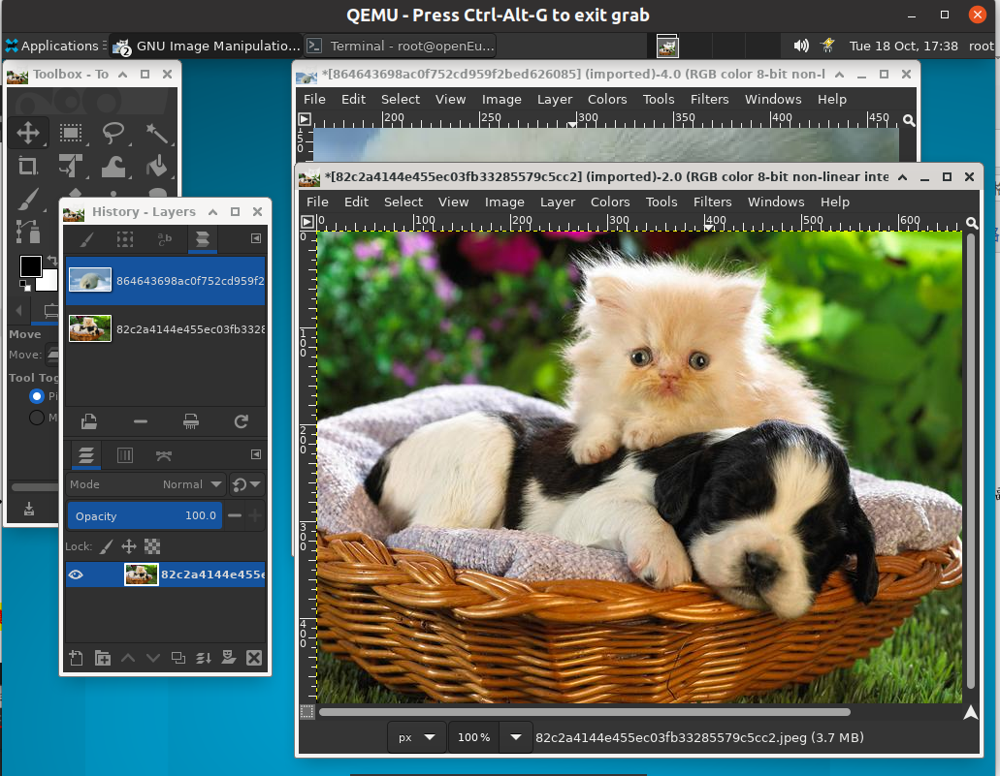 QEMU - Press Ctrl-Alt-G to exit grab
Applications
GNU Image Manipulatio...
Terminal - root@openEu...
Tue 18 Oct, 17:38
root
Toolbox - To
*[864643698ac0f752cd959f2bed626085] (imported)-4.0 (RGB color 8-bit non-l
File Edit Select View Image Layer Colors Tools Filters Windows Help
200 250 300 350 400 450
*[82c2a4144e455ec03fb33285579c5cc2] (imported)-2.0 (RGB color 8-bit non-linear inte
File Edit Select View Image Layer Colors Tools Filters Windows Help
0 100 200 300 400 500 600
0
100
200
300
400
History - Layers
864643698ac0f752cd959f2
82c2a4144e455ec03fb3328
Move
Move:
Tool Tog
Pi
M
Mode Normal
Opacity 100.0
Lock:
82c2a4144e455e
px 100 % 82c2a4144e455ec03fb33285579c5cc2.jpeg (3.7 MB)